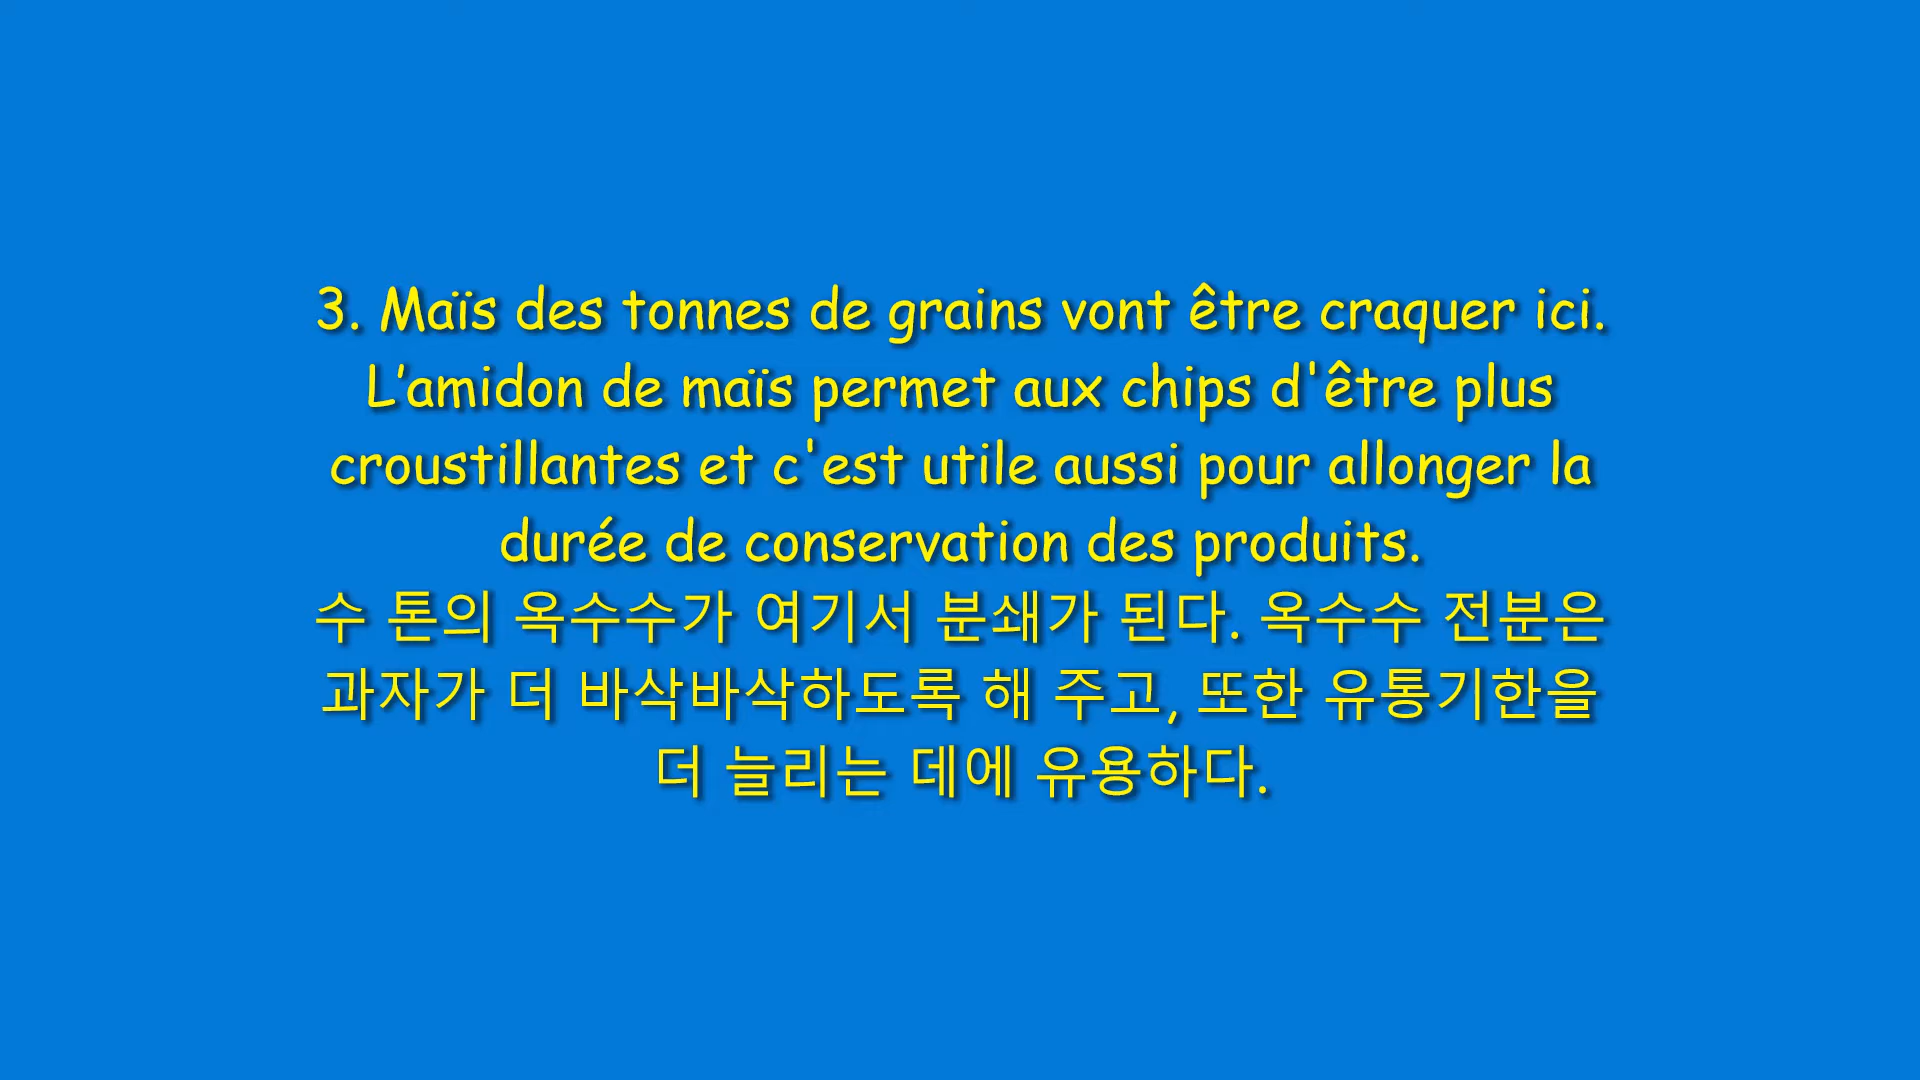 3. Maïs des tonnes de grains vont être craquer ici.
L’amidon de maïs permet aux chips d'être plus
croustillantes et c'est utile aussi pour allonger la
durée de conservation des produits.
수 톤의 옥수수가 여기서 분쇄가 된다. 옥수수 전분은
과자가 더 바삭바삭하도록 해 주고, 또한 유통기한을
더 늘리는 데에 유용하다.